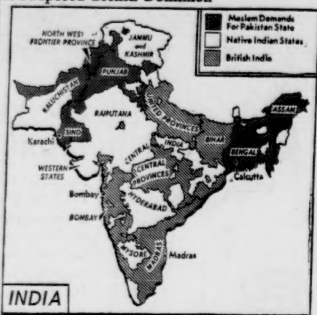 Moslem Demands
For Pakistan State
Native Indian States
British India
NORTH WEST
FRONTIER PROVINCE
JAMMU
and
KASHMIR
PUNJAB
BALUCHISTAN
RAJPUTANA
UNITED PROVINCES
ASSAM
SIND
Karachi
BIHAR
CENTRAL
INDIA
BENGAL
WESTERN
STATES
CENTRAL
PROVINCES
Calcutta
Bombay
HYDERABAD
BOMBAY
MYSORE
MADRAS
Madras
INDIA